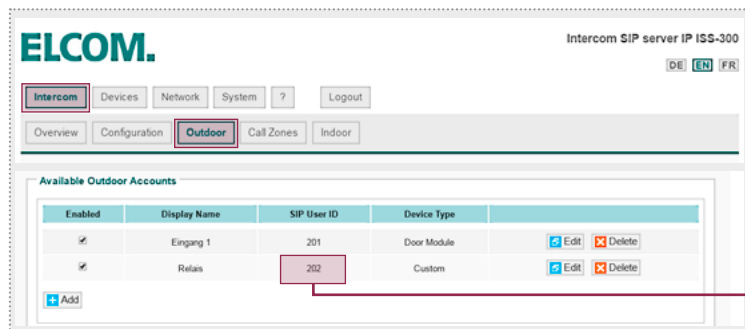 ELCOM.
Intercom SIP server IP ISS-300
DE EN FR
Intercom Devices Network System ? Logout
Overview Configuration Outdoor Call Zones Indoor
Available Outdoor Accounts
Enabled Display Name SIP User ID Device Type
Eingang 1 201 Door Module Edit Delete
Relais 202 Custom Edit Delete
Add